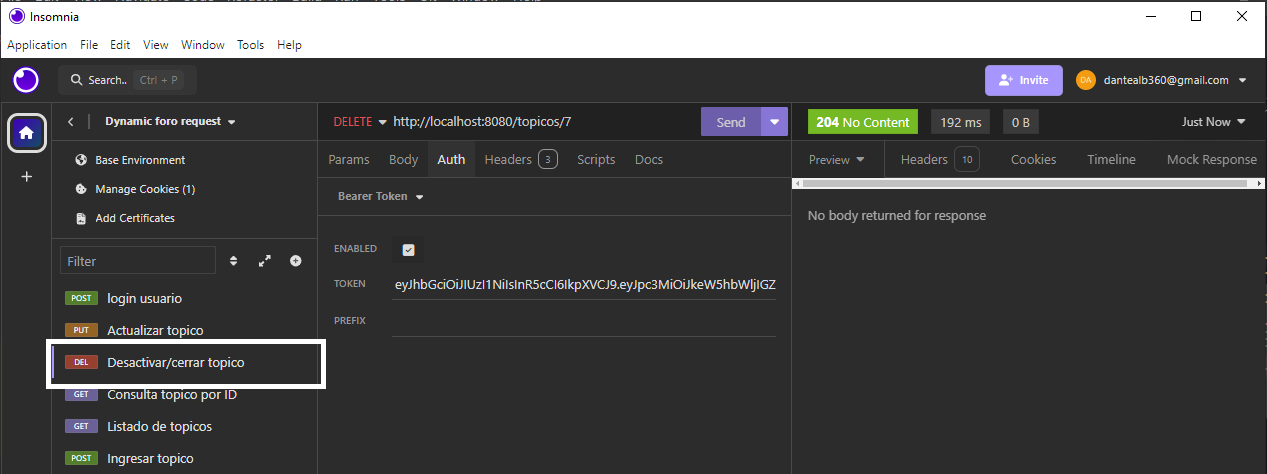 Insomnia
Application File Edit View Window Tools Help
Search.. Ctrl + P
Invite
DA dantealb360@gmail.com
Dynamic foro request
Base Environment
Manage Cookies (1)
Add Certificates
Filter
POST login usuario
PUT Actualizar topico
DEL Desactivar/cerrar topico
GET Consulta topico por ID
GET Listado de topicos
POST Ingresar topico
DELETE http://localhost:8080/topicos/7 Send
Params Body Auth Headers 3 Scripts Docs
Bearer Token
ENABLED
TOKEN eyJhbGciOiJIUzI1NiIsInR5cCI6IkpXVCJ9.eyJpc3MiOiJkeW5hbWljIGZ
PREFIX
204 No Content 192 ms 0 B Just Now
Preview Headers 10 Cookies Timeline Mock Response
No body returned for response